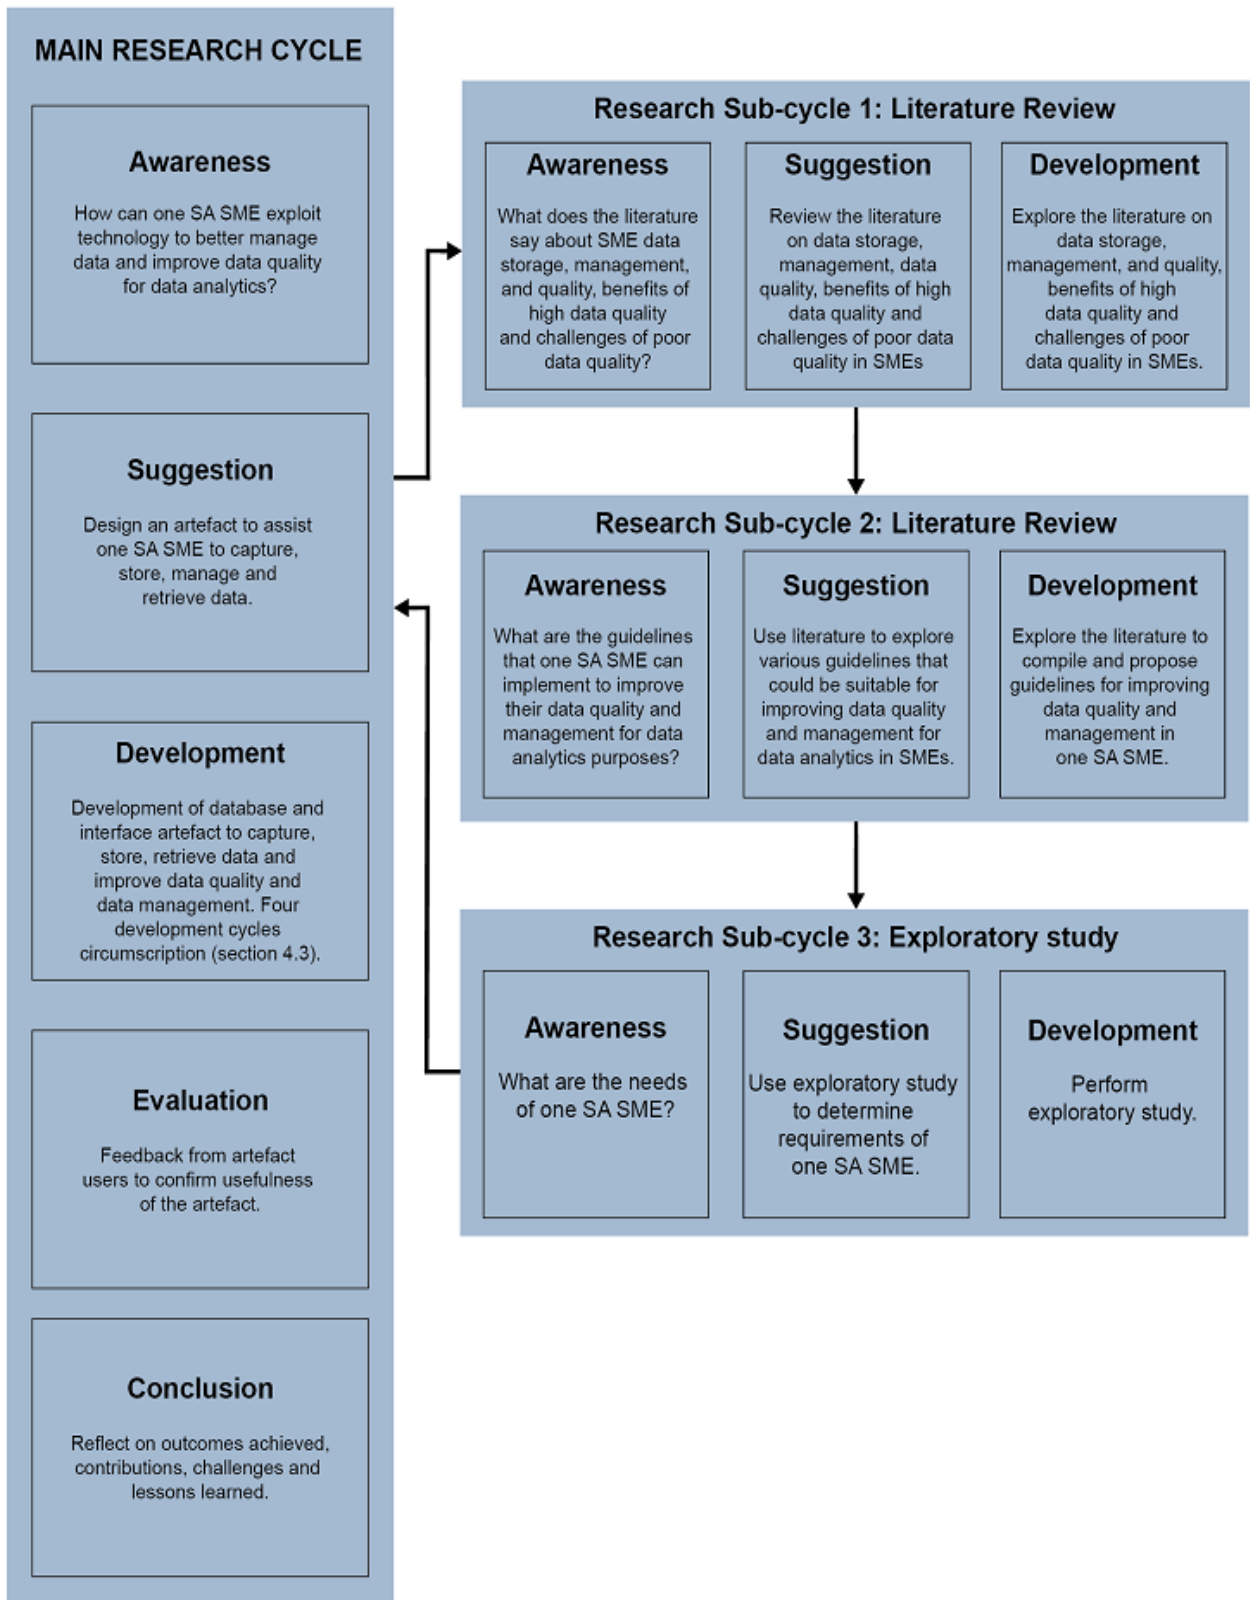 MAIN RESEARCH CYCLE
Awareness
How can one SA SME exploit
technology to better manage
data and improve data quality
for data analytics?
Suggestion
Design an artefact to assist
one SA SME to capture,
store, manage and
retrieve data.
Development
Development of database and
interface artefact to capture,
store, retrieve data and
improve data quality and
data management. Four
development cycles
circumscription (section 4.3).
Evaluation
Feedback from artefact
users to confirm usefulness
of the artefact.
Conclusion
Reflect on outcomes achieved,
contributions, challenges and
lessons learned.
Research Sub-cycle 1: Literature Review
Awareness
What does the literature
say about SME data
storage, management,
and quality, benefits of
high data quality
and challenges of poor
data quality?
Suggestion
Review the literature
on data storage,
management, data
quality, benefits of high
data quality and
challenges of poor data
quality in SMEs
Development
Explore the literature on
data storage,
management, and quality,
benefits of high
data quality and
challenges of poor
data quality in SMEs.
Research Sub-cycle 2: Literature Review
Awareness
What are the guidelines
that one SA SME can
implement to improve
their data quality and
management for data
analytics purposes?
Suggestion
Use literature to explore
various guidelines that
could be suitable for
improving data quality
and management for
data analytics in SMEs.
Development
Explore the literature to
compile and propose
guidelines for improving
data quality and
management in
one SA SME.
Research Sub-cycle 3: Exploratory study
Awareness
What are the needs
of one SA SME?
Suggestion
Use exploratory study
to determine
requirements of
one SA SME.
Development
Perform
exploratory study.